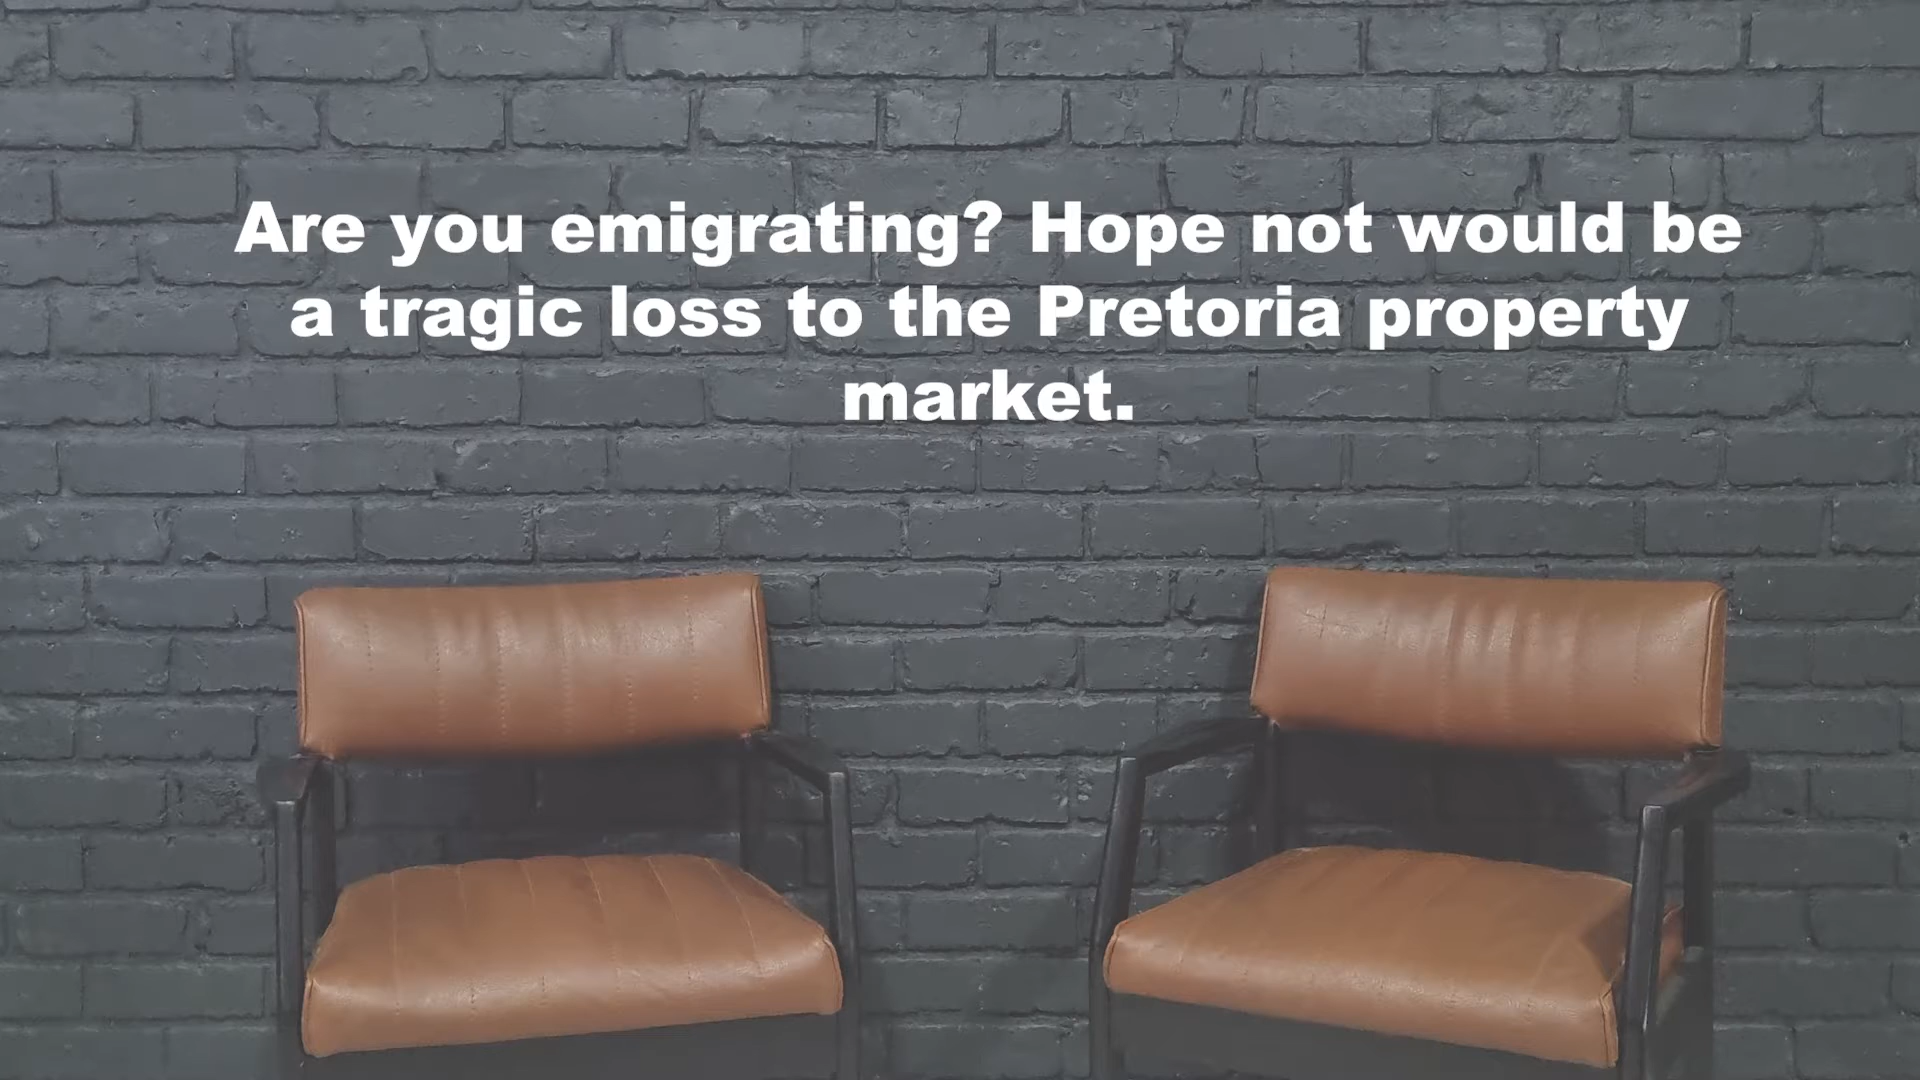 Are you emigrating? Hope not would be
a tragic loss to the Pretoria property
market.